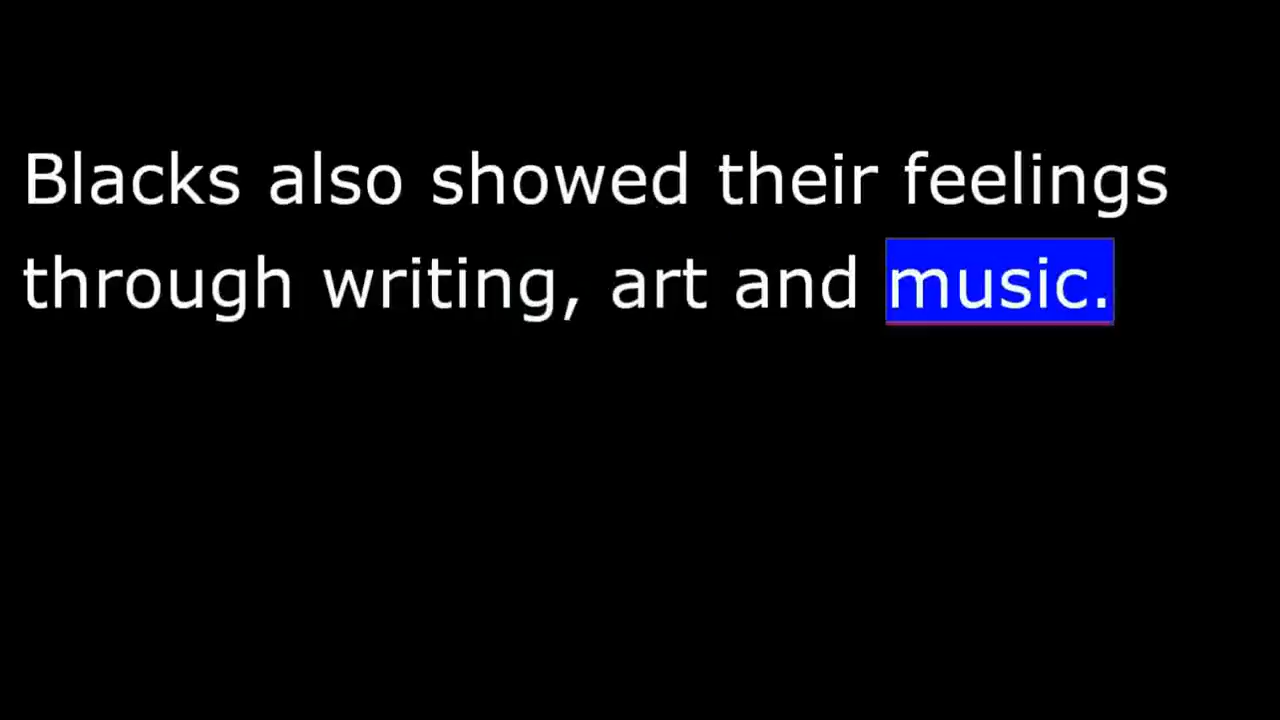 Blacks also showed their feelings
through writing, art and music.